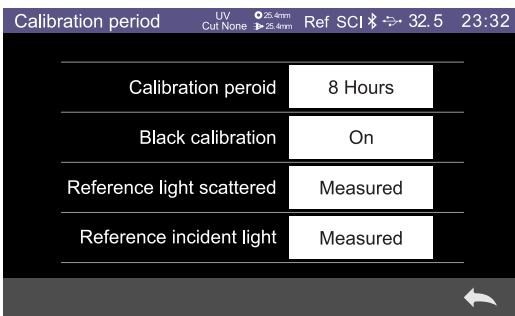 Calibration period UV Cut None 25.4mm 25.4mm Ref SCI 32.5 23:32
Calibration peroid 8 Hours
Black calibration On
Reference light scattered Measured
Reference incident light Measured